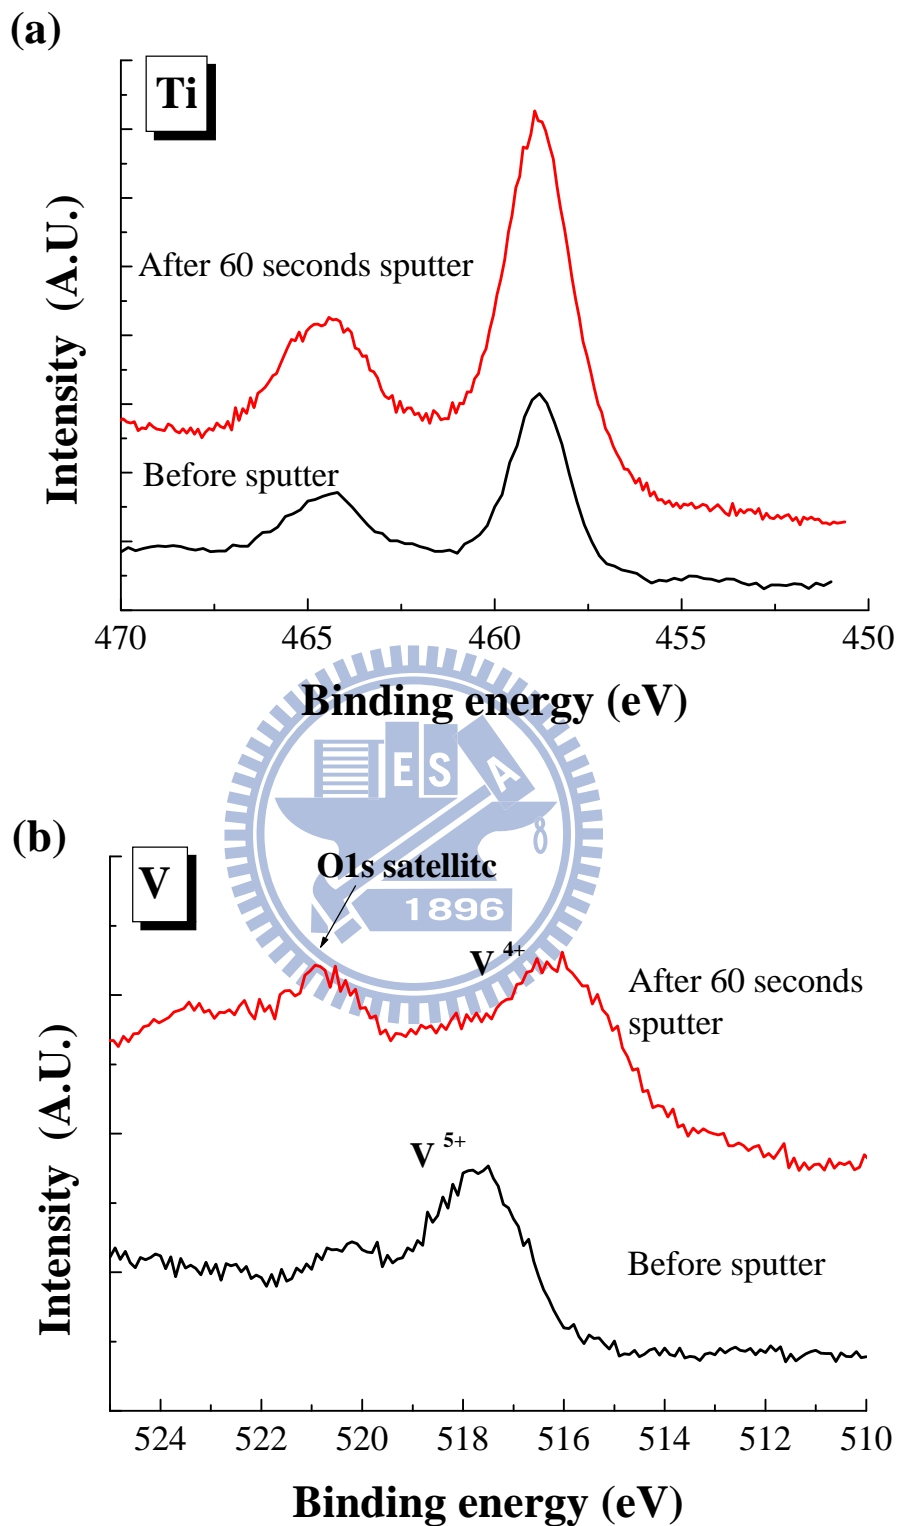 (a)
Ti
After 60 seconds sputter
Before sputter
Intensity (A.U.)
470 465 460 455 450
Binding energy (eV)
E S A
1896
(b)
V
O1s satellitc
V 4+
After 60 seconds
sputter
V 5+
Before sputter
Intensity (A.U.)
524 522 520 518 516 514 512 510
Binding energy (eV)